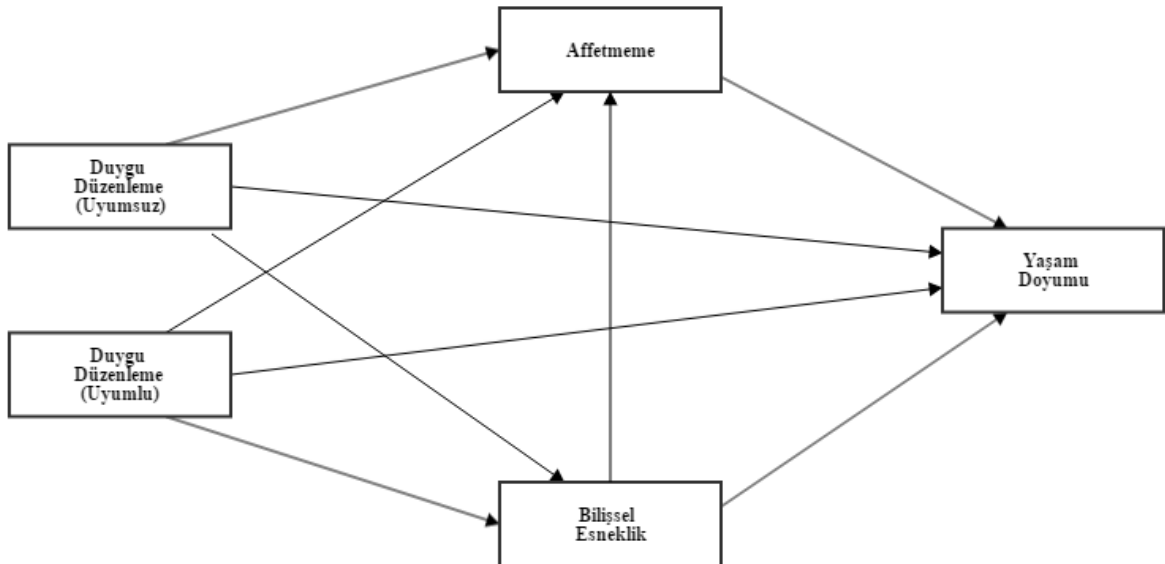 Affetmeme
Duygu
Düzenleme
(Uyumsuz)
Yaşam
Doyumu
Duygu
Düzenleme
(Uyumlu)
Bilişsel
Esneklik